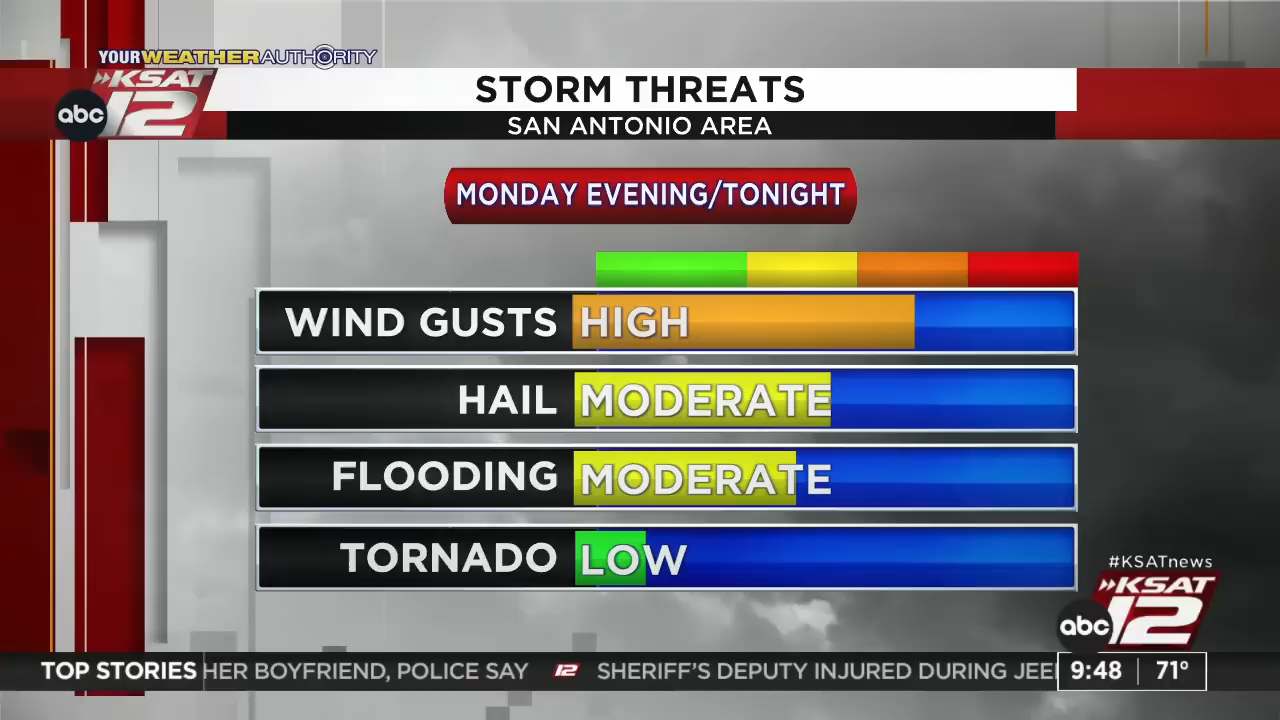 YOUR WEATHER AUTHORITY
KSAT
abc 12
STORM THREATS
SAN ANTONIO AREA
MONDAY EVENING/TONIGHT
WIND GUSTS HIGH
HAIL MODERATE
FLOODING MODERATE
TORNADO LOW
#KSATnews
KSAT
abc 12
TOP STORIES HER BOYFRIEND, POLICE SAY 12 SHERIFF'S DEPUTY INJURED DURING JEE 9:48 71°